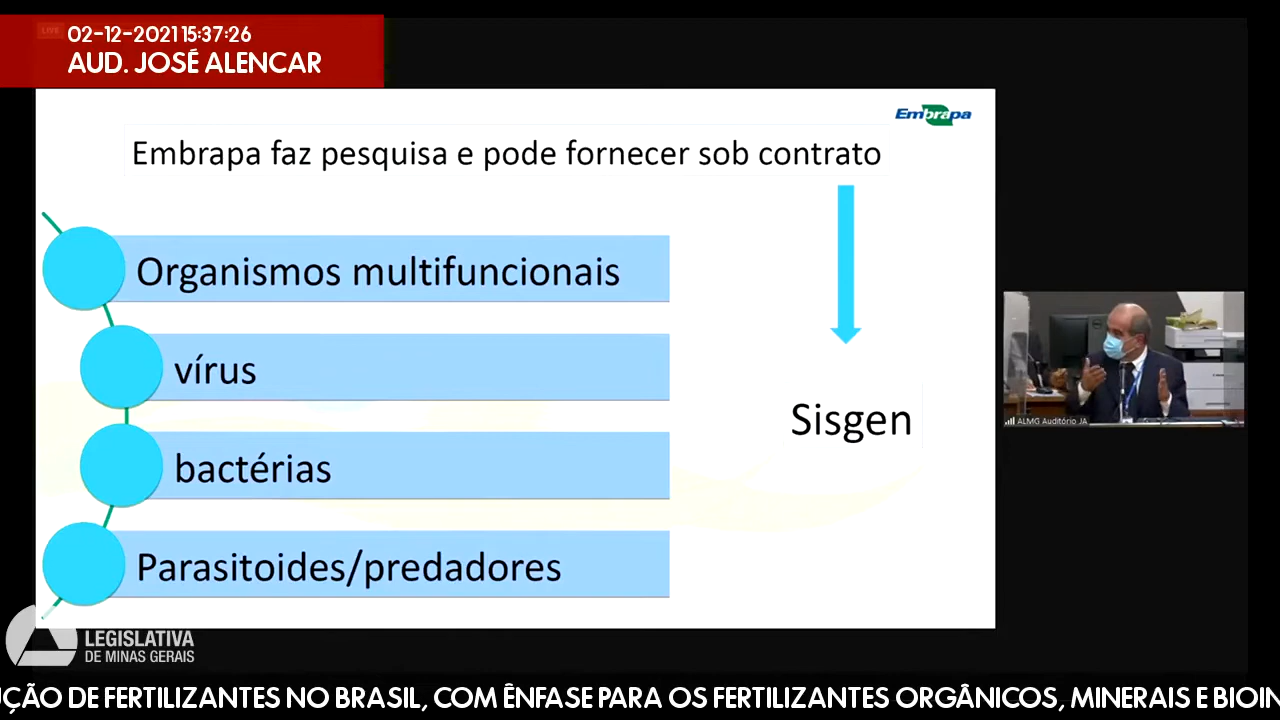 LIVE
02-12-2021 15:37:26
AUD. JOSÉ ALENCAR
Embrapa
Embrapa faz pesquisa e pode fornecer sob contrato
Organismos multifuncionais
vírus
bactérias
Parasitoides/predadores
Sisgen
ALMG Auditório JA
LEGISLATIVA
DE MINAS GERAIS
UÇÃO DE FERTILIZANTES NO BRASIL, COM ÊNFASE PARA OS FERTILIZANTES ORGÂNICOS, MINERAIS E BIOIN